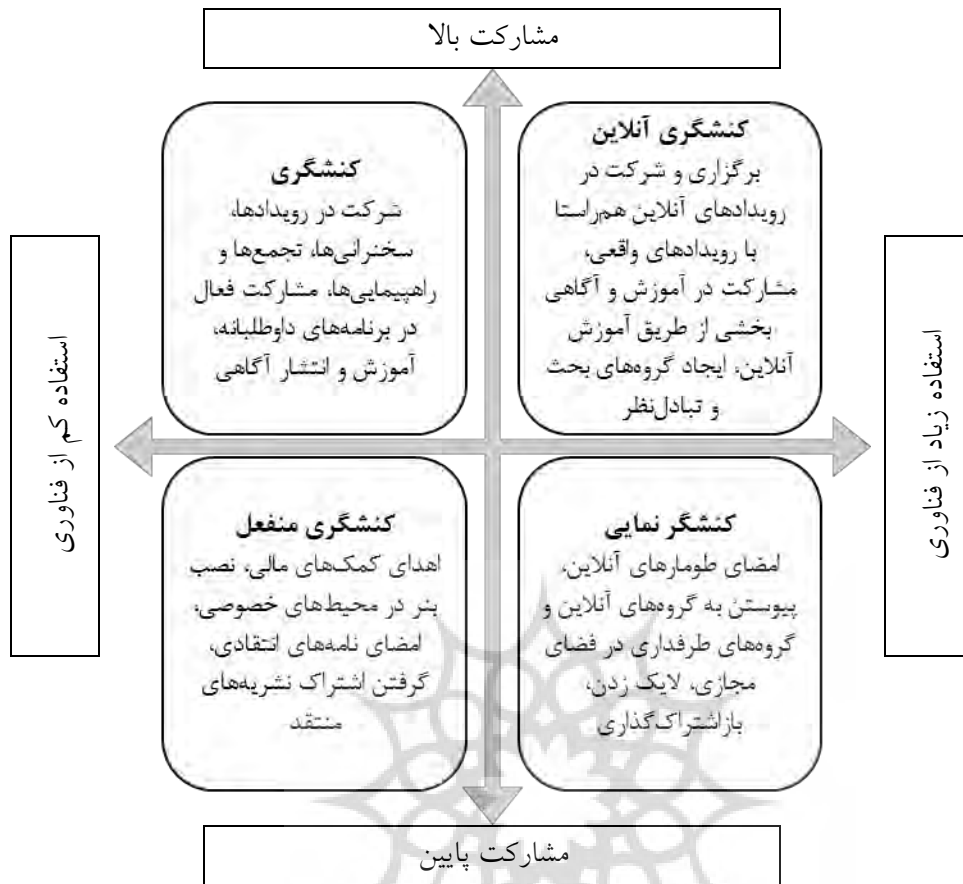 مشارکت بالا
کنشگری آنلاین
برگزاری و شرکت در
رویدادهای آنلاین هم‌راستا
با رویدادهای واقعی،
مشارکت در آموزش و آگاهی
بخشی از طریق آموزش
آنلاین، ایجاد گروه‌های بحث
و تبادل‌نظر
کنشگری
شرکت در رویدادها،
سخنرانی‌ها، تجمع‌ها و
راهپیمایی‌ها، مشارکت فعال
در برنامه‌های داوطلبانه،
آموزش و انتشار آگاهی
استفاده زیاد از فناوری
استفاده کم از فناوری
کنشگر نمایی
امضای طومارهای آنلاین،
پیوستن به گروه‌های آنلاین و
گروه‌های طرفداری در فضای
مجازی، لایک زدن،
بازاشتراک‌گذاری
کنشگری منفعل
اهدای کمک‌های مالی، نصب
بنر در محیط‌های خصوصی،
امضای نامه‌های انتقادی،
گرفتن اشتراک نشریه‌های
منتقد
مشارکت پایین